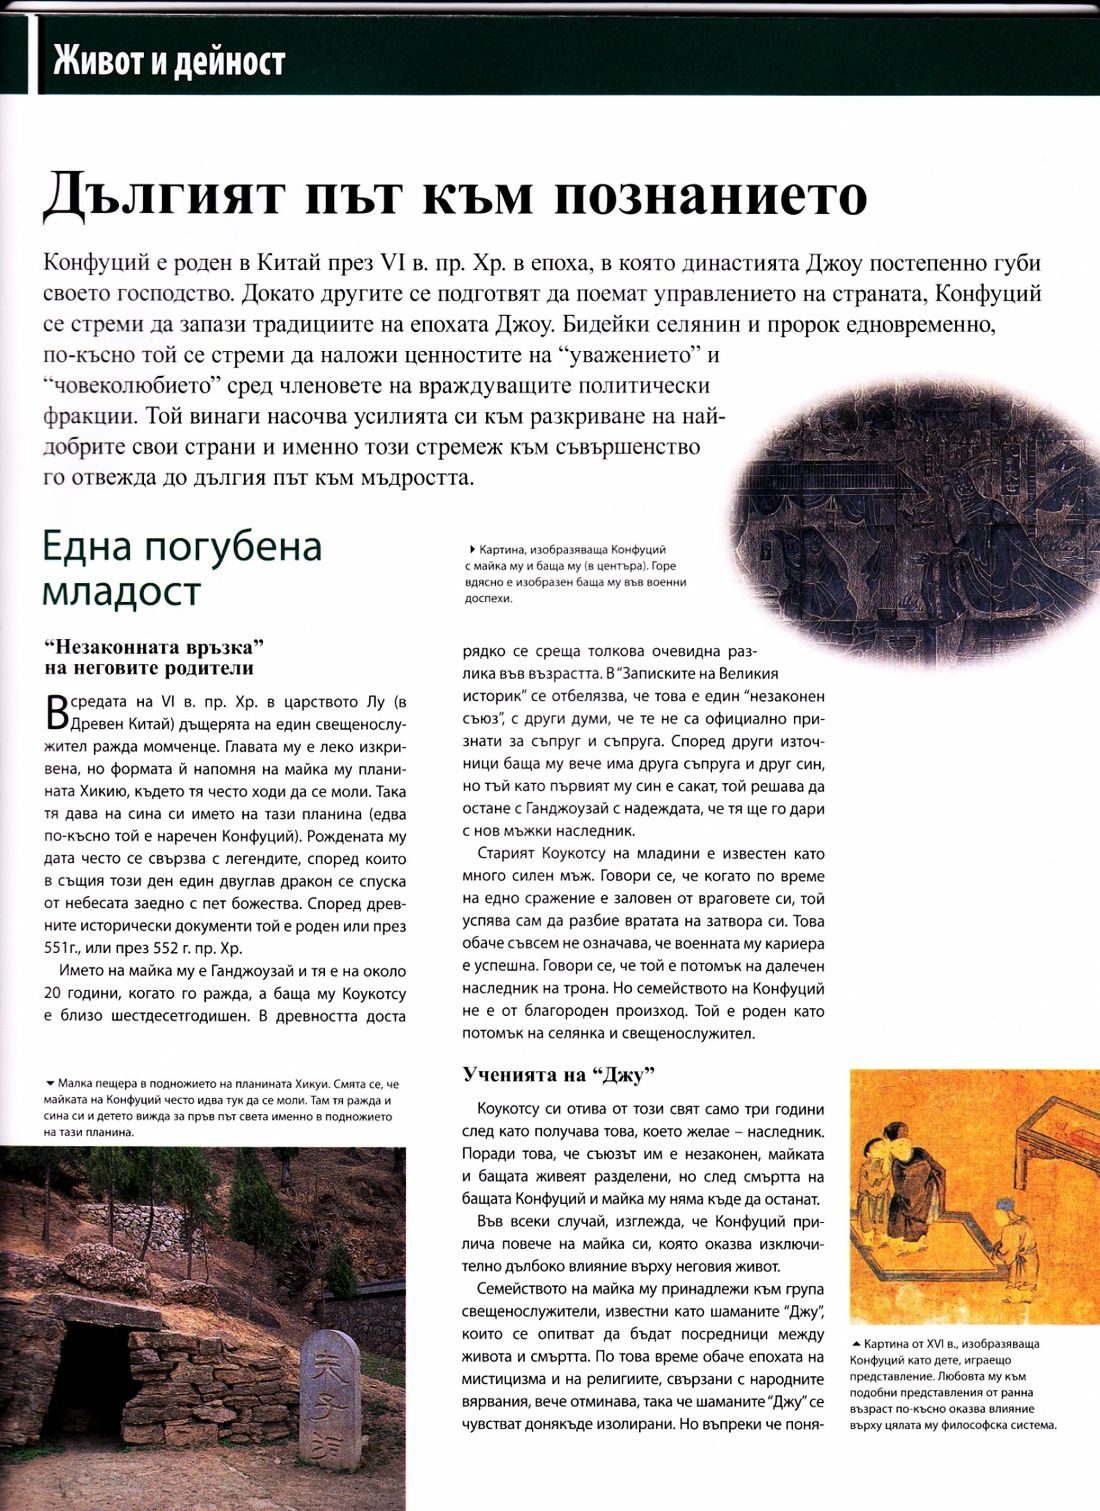 Живот и дейност
Дългият път към познанието
Конфуций е роден в Китай през VI в. пр. Хр. в епоха, в която династията Джоу постепенно губи
своето господство. Докато другите се подготвят да поемат управлението на страната, Конфуций
се стреми да запази традициите на епохата Джоу. Бидейки селянин и пророк едновременно,
по-късно той се стреми да наложи ценностите на “уважението” и
“човеколюбието” сред членовете на враждуващите политически
фракции. Той винаги насочва усилията си към разкриване на най-
добрите свои страни и именно този стремеж към съвършенство
го отвежда до дългия път към мъдростта.
Една погубена
младост
“Незаконната връзка”
на неговите родители
В средата на VI в. пр. Хр. в царството Лу (в
Древен Китай) дъщерята на един свещенослу-
жител ражда момченце. Главата му е леко изкри-
вена, но формата й напомня на майка му плани-
ната Хикию, където тя често ходи да се моли. Така
тя дава на сина си името на тази планина (едва
по-късно той е наречен Конфуций). Рождената му
дата често се свързва с легендите, според които
в същия този ден един двуглав дракон се спуска
от небесата заедно с пет божества. Според древ-
ните исторически документи той е роден или през
551г., или през 552 г. пр. Хр.
Името на майка му е Ганджоузай и тя е на около
20 години, когато го ражда, а баща му Коукотсу
е близо шестдесетгодишен. В древността доста
▾ Малка пещера в подножието на планината Хикуи. Смята се, че
майката на Конфуций често идва тук да се моли. Там тя ражда и
сина си и детето вижда за пръв път света именно в подножието
на тази планина.
夫
子
洞
▸ Картина, изобразяваща Конфуций
с майка му и баща му (в центъра). Горе
вдясно е изобразен баща му във военни
доспехи.
рядко се среща толкова очевидна раз-
лика във възрастта. В “Записките на Великия
историк” се отбелязва, че това е един “незаконен
съюз”, с други думи, че те не са официално при-
знати за съпруг и съпруга. Според други източ-
ници баща му вече има друга съпруга и друг син,
но тъй като първият му син е сакат, той решава да
остане с Ганджоузай с надеждата, че тя ще го дари
с нов мъжки наследник.
Старият Коукотсу на младини е известен като
много силен мъж. Говори се, че когато по време
на едно сражение е заловен от враговете си, той
успява сам да разбие вратата на затвора си. Това
обаче съвсем не означава, че военната му кариера
е успешна. Говори се, че той е потомък на далечен
наследник на трона. Но семейството на Конфуций
не е от благороден произход. Той е роден като
потомък на селянка и свещенослужител.
Ученията на “Джу”
Коукотсу си отива от този свят само три години
след като получава това, което желае – наследник.
Поради това, че съюзът им е незаконен, майката
и бащата живеят разделени, но след смъртта на
бащата Конфуций и майка му няма къде да останат.
Във всеки случай, изглежда, че Конфуций при-
лича повече на майка си, която оказва изключи-
телно дълбоко влияние върху неговия живот.
Семейството на майка му принадлежи към група
свещенослужители, известни като шаманите “Джу”,
които се опитват да бъдат посредници между
живота и смъртта. По това време обаче епохата на
мистицизма и на религиите, свързани с народните
вярвания, вече отминава, така че шаманите “Джу” се
чувстват донякъде изолирани. Но въпреки че поня-
▴ Картина от XVI в., изобразяваща
Конфуций като дете, играещо
представление. Любовта му към
подобни представления от ранна
възраст по-късно оказва влияние
върху цялата му философска система.